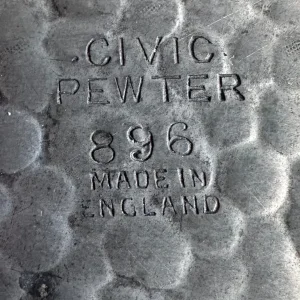 ·CIVIC·
PEWTER
896
MADE IN
ENGLAND